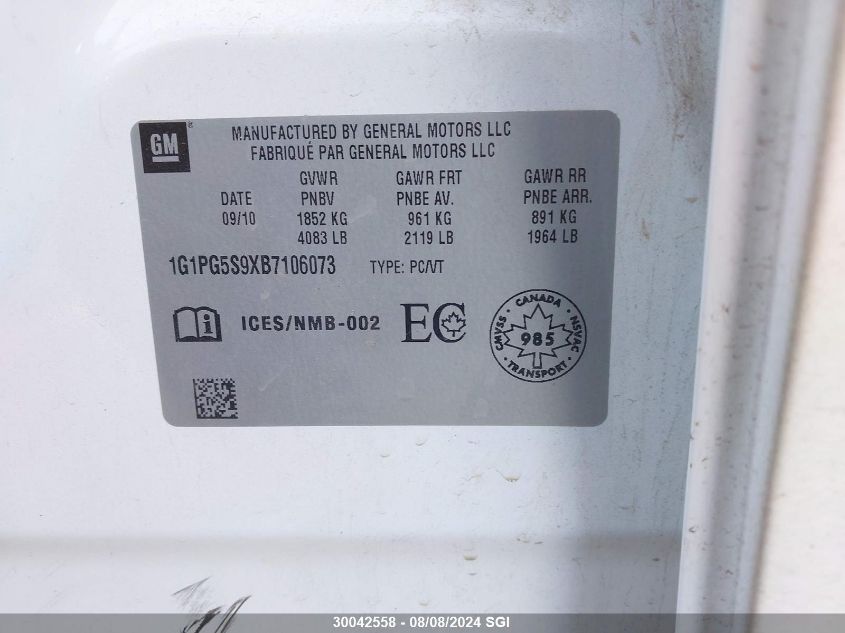 GM
MANUFACTURED BY GENERAL MOTORS LLC
FABRIQUÉ PAR GENERAL MOTORS LLC
GVWR GAWR FRT GAWR RR
DATE PNBV PNBE AV. PNBE ARR.
09/10 1852 KG 961 KG 891 KG
4083 LB 2119 LB 1964 LB
1G1PG5S9XB7106073 TYPE: PC/VT
i ICES/NMB-002 EC
CANADA
CMVSS 985 NSVAC
TRANSPORT
30042558 - 08/08/2024 SGI